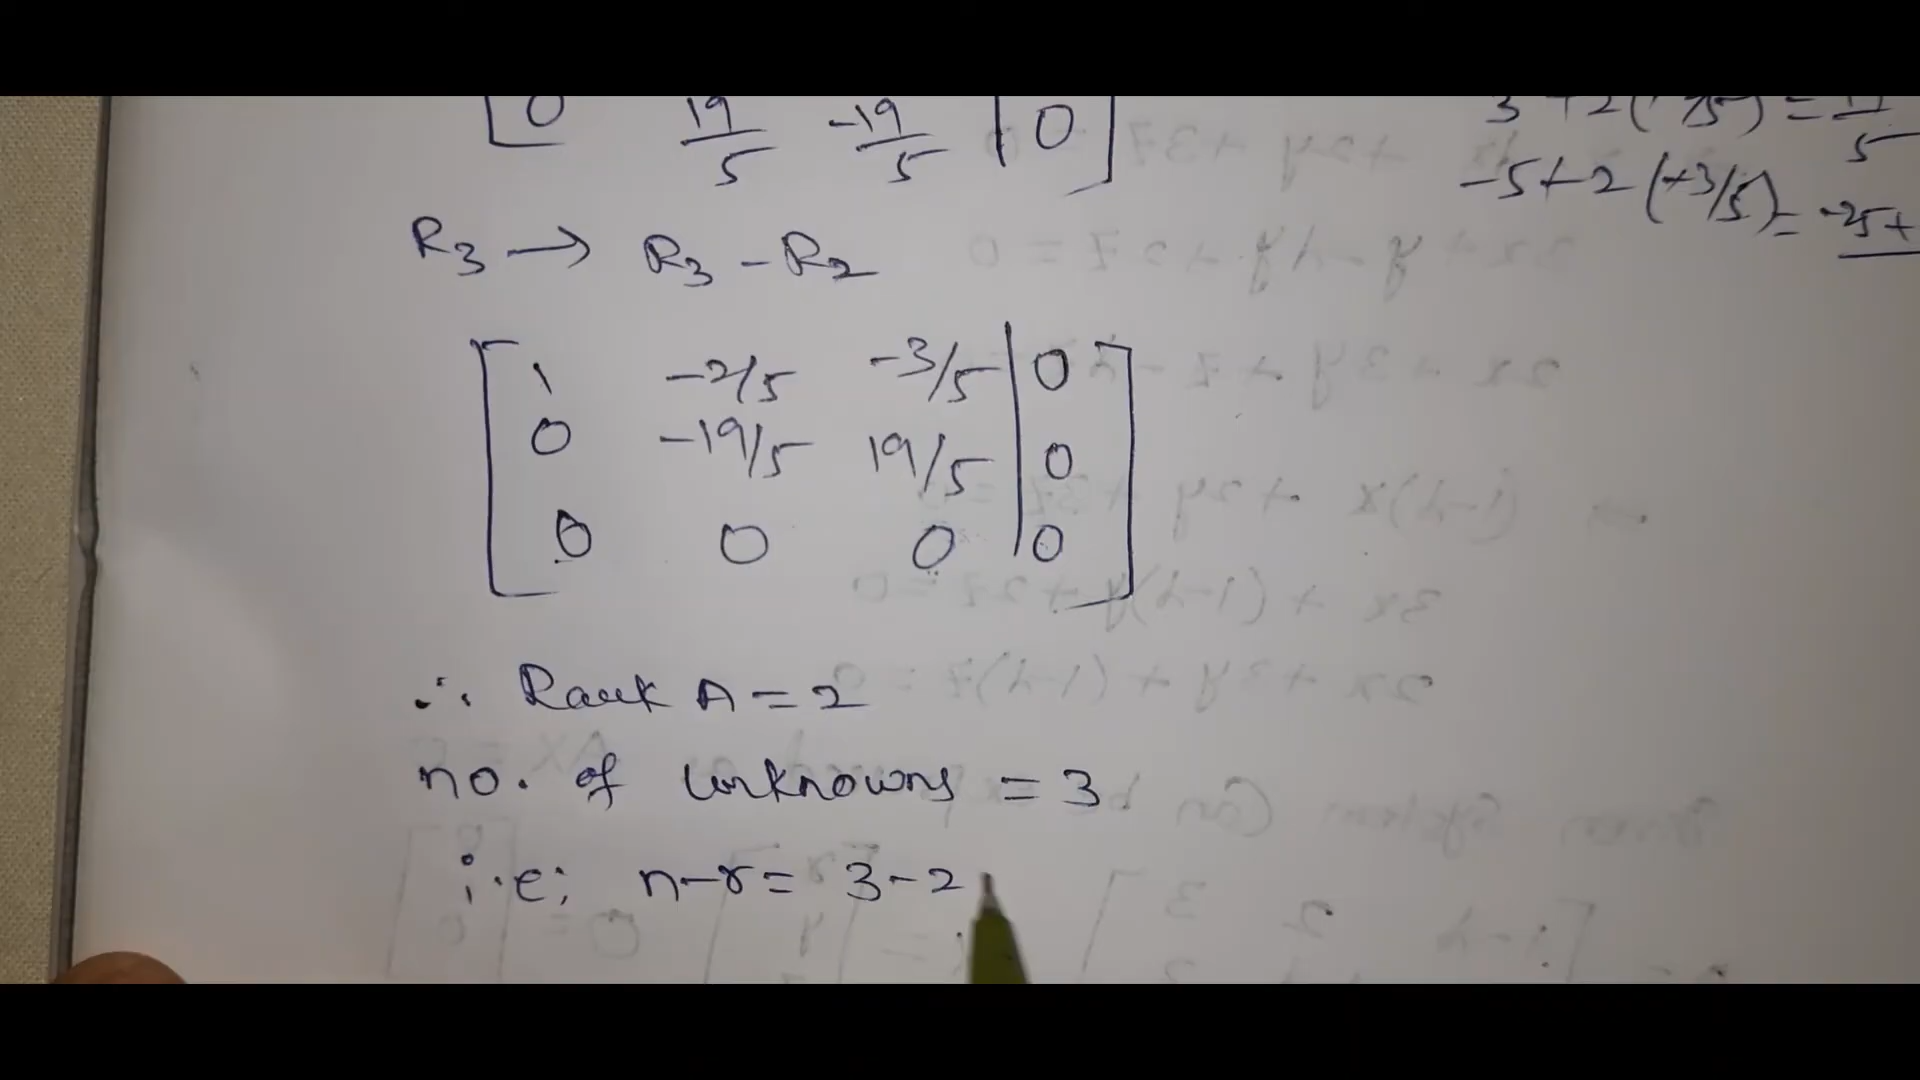 0 19/5 -19/5 | 0
-5+2(+3/5) = -25+
R3 → R3 - R2
1 -2/5 -3/5 | 0
0 -19/5 19/5 | 0
0 0 0 | 0
∴ Rank A = 2
no. of unknowns = 3
i.e; n-r = 3-2